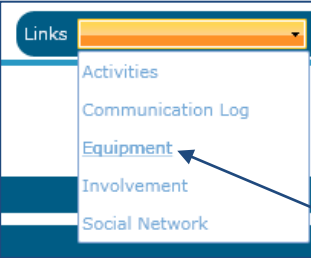 Links
Activities
Communication Log
Equipment
Involvement
Social Network